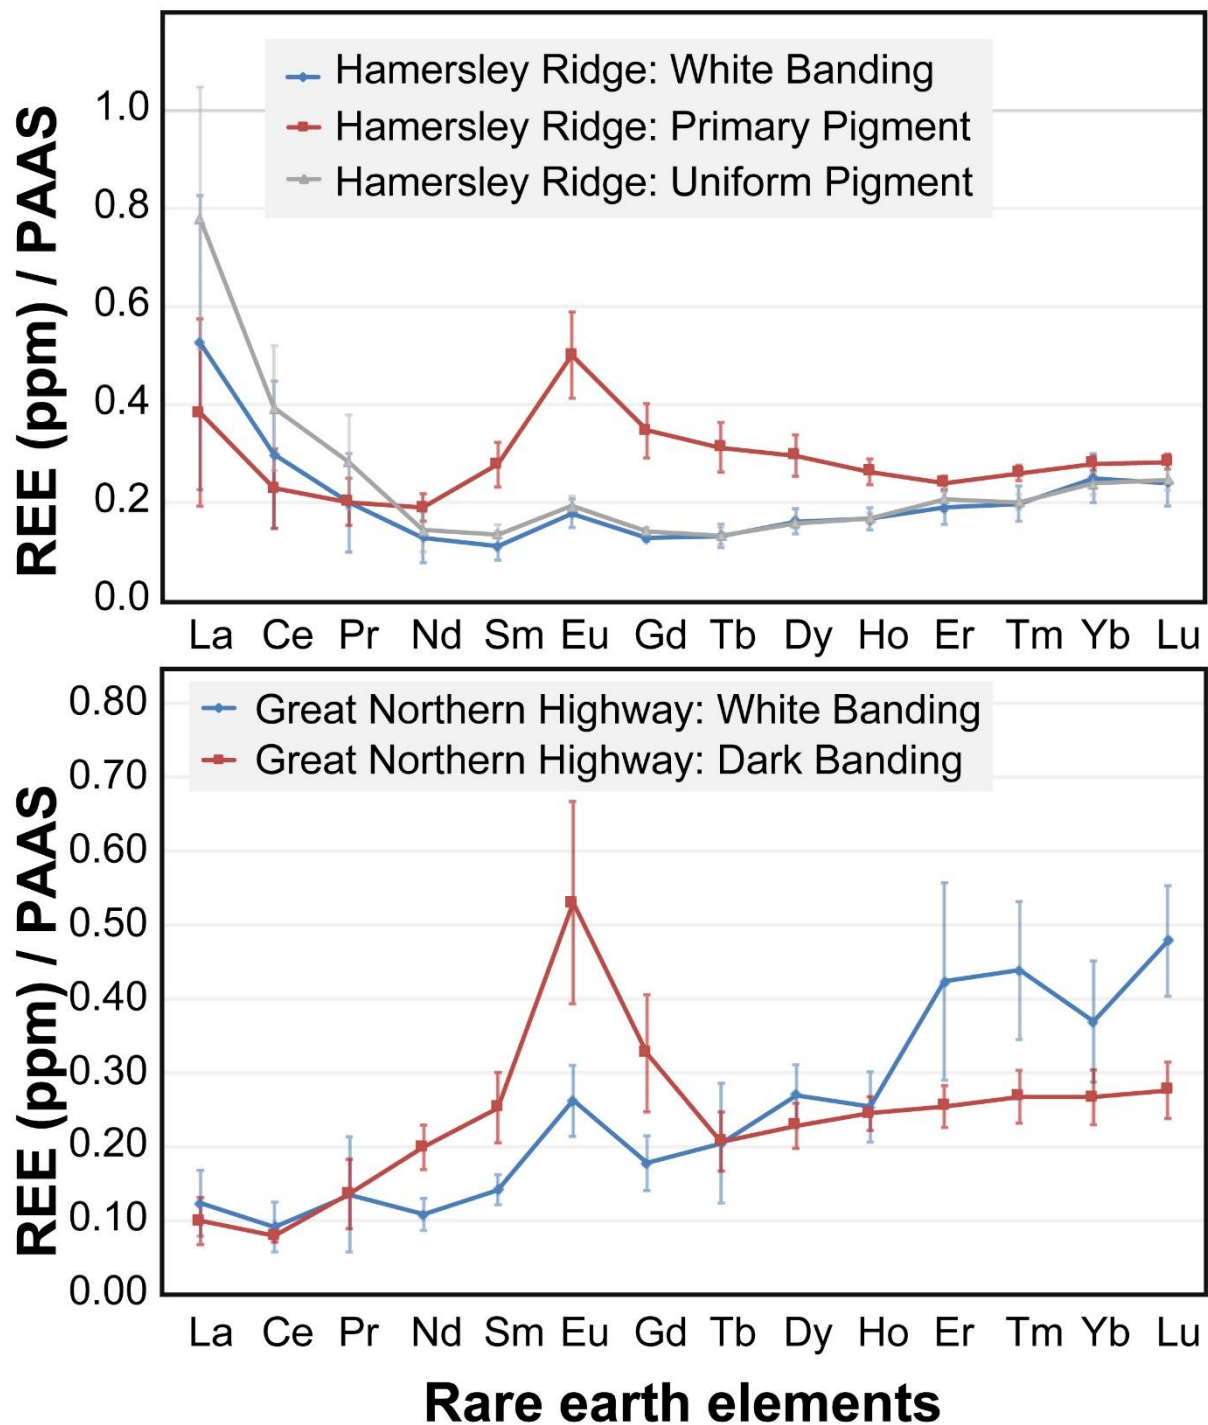 REE (ppm) / PAAS
1.0
0.8
0.6
0.4
0.2
0.0
Hamersley Ridge: White Banding
Hamersley Ridge: Primary Pigment
Hamersley Ridge: Uniform Pigment
La Ce Pr Nd Sm Eu Gd Tb Dy Ho Er Tm Yb Lu
REE (ppm) / PAAS
0.80
0.70
0.60
0.50
0.40
0.30
0.20
0.10
0.00
Great Northern Highway: White Banding
Great Northern Highway: Dark Banding
La Ce Pr Nd Sm Eu Gd Tb Dy Ho Er Tm Yb Lu
Rare earth elements